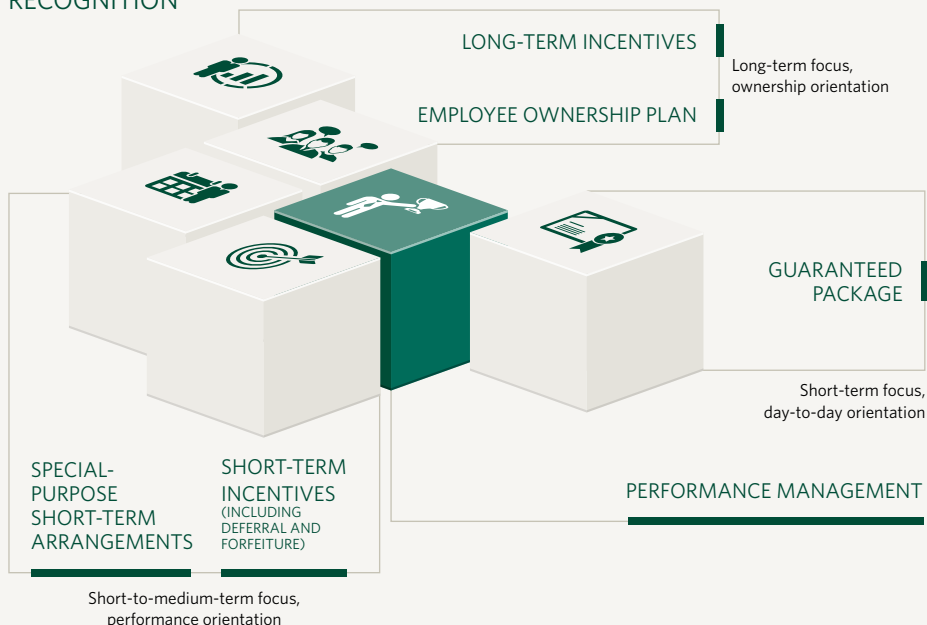 RECOGNITION
LONG-TERM INCENTIVES
Long-term focus,
ownership orientation
EMPLOYEE OWNERSHIP PLAN
GUARANTEED
PACKAGE
Short-term focus,
day-to-day orientation
SPECIAL-
PURPOSE
SHORT-TERM
ARRANGEMENTS
SHORT-TERM
INCENTIVES
(INCLUDING
DEFERRAL AND
FORFEITURE)
PERFORMANCE MANAGEMENT
Short-to-medium-term focus,
performance orientation